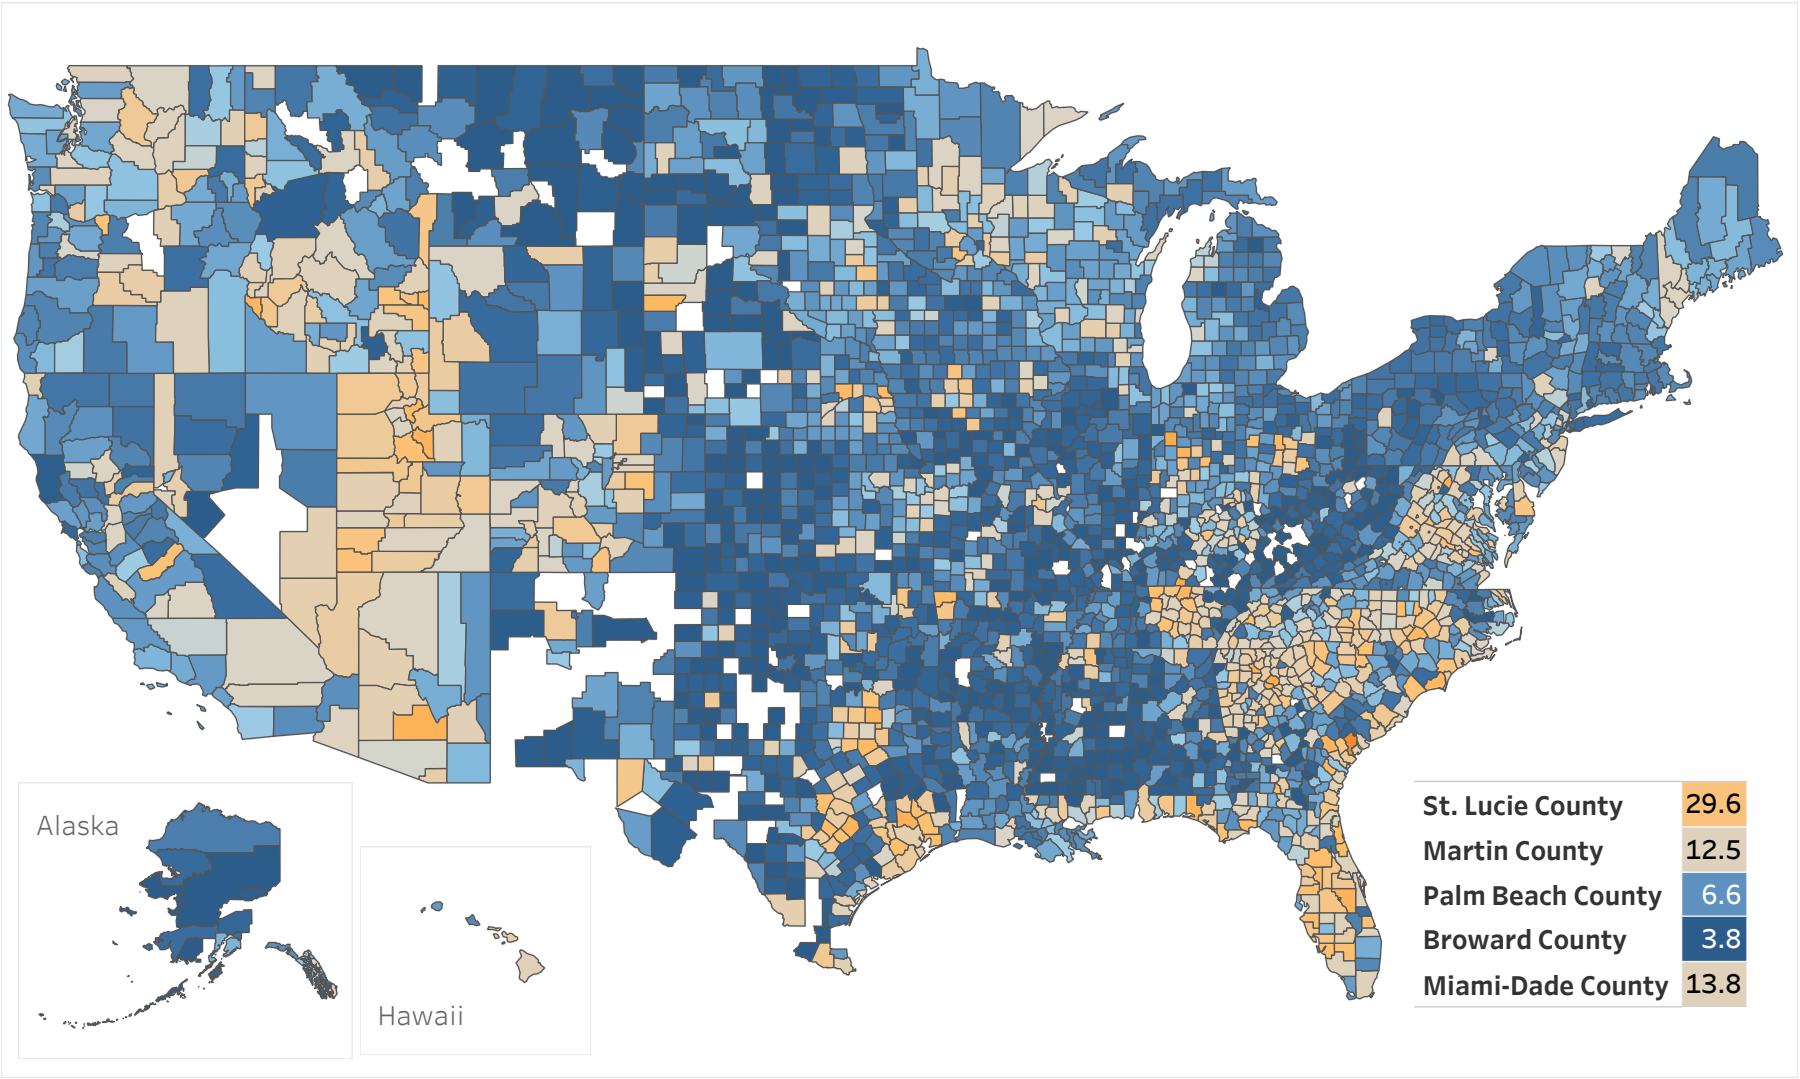 Alaska
Hawaii
St. Lucie County 29.6
Martin County 12.5
Palm Beach County 6.6
Broward County 3.8
Miami-Dade County 13.8